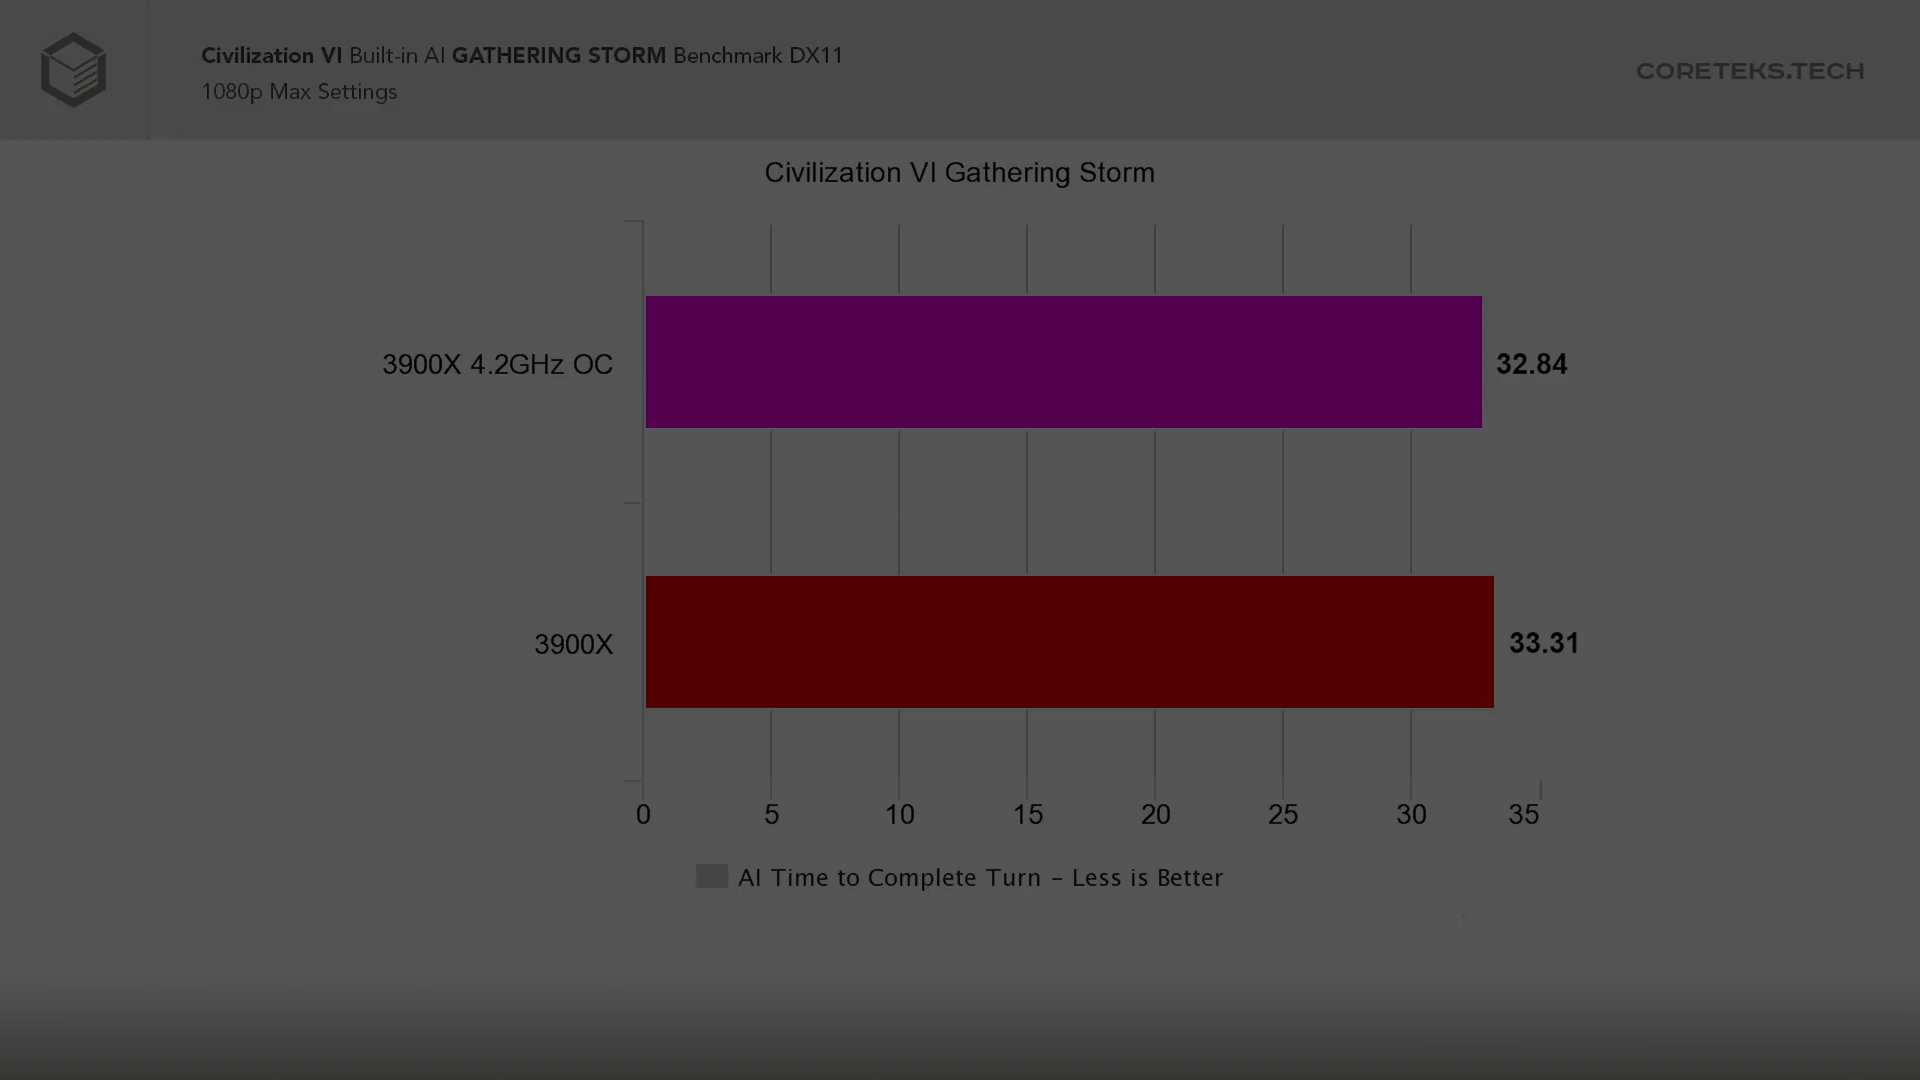 Civilization VI Built-in AI GATHERING STORM Benchmark DX11
1080p Max Settings
CORETEKS.TECH
Civilization VI Gathering Storm
3900X 4.2GHz OC
32.84
3900X
33.31
0 5 10 15 20 25 30 35
AI Time to Complete Turn – Less is Better